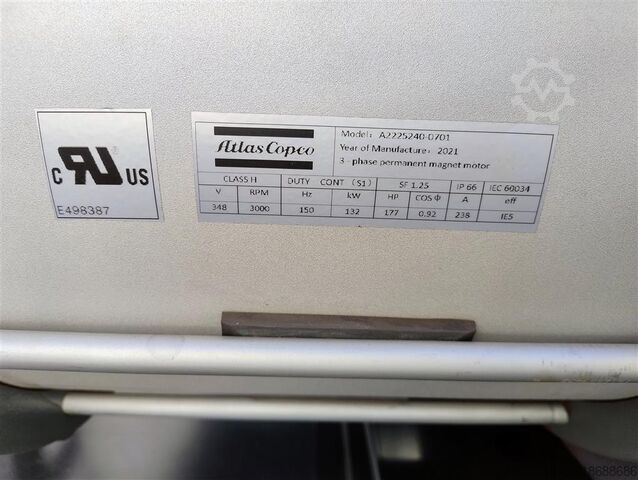 C RU US
E498387
Atlas Copco
Model: A2225240-0701
Year of Manufacture: 2021
3 - phase permanent magnet motor
CLASS H DUTY CONT (S1) SF 1.25 IP 66 IEC 60034
V RPM Hz kW HP COS Φ A eff
348 3000 150 132 177 0.92 238 IE5